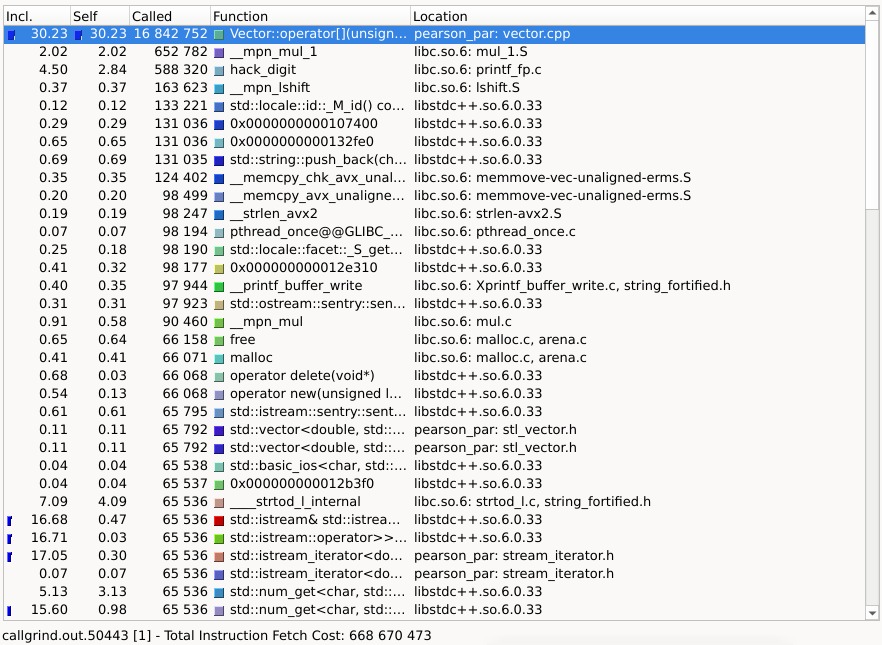 Incl. Self Called Function Location
30.23 30.23 16 842 752 Vector::operator[](unsign... pearson_par: vector.cpp
2.02 2.02 652 782 __mpn_mul_1 libc.so.6: mul_1.S
4.50 2.84 588 320 hack_digit libc.so.6: printf_fp.c
0.37 0.37 163 623 __mpn_lshift libc.so.6: lshift.S
0.12 0.12 133 221 std::locale::id::_M_id() co... libstdc++.so.6.0.33
0.29 0.29 131 036 0x0000000000107400 libstdc++.so.6.0.33
0.65 0.65 131 036 0x0000000000132fe0 libstdc++.so.6.0.33
0.69 0.69 131 035 std::string::push_back(ch... libstdc++.so.6.0.33
0.35 0.35 124 402 __memcpy_chk_avx_unal... libc.so.6: memmove-vec-unaligned-erms.S
0.20 0.20 98 499 __memcpy_avx_unaligne... libc.so.6: memmove-vec-unaligned-erms.S
0.19 0.19 98 247 __strlen_avx2 libc.so.6: strlen-avx2.S
0.07 0.07 98 194 pthread_once@@GLIBC_... libc.so.6: pthread_once.c
0.25 0.18 98 190 std::locale::facet::_S_get... libstdc++.so.6.0.33
0.41 0.32 98 177 0x000000000012e310 libstdc++.so.6.0.33
0.40 0.35 97 944 __printf_buffer_write libc.so.6: Xprintf_buffer_write.c, string_fortified.h
0.31 0.31 97 923 std::ostream::sentry::sen... libstdc++.so.6.0.33
0.91 0.58 90 460 __mpn_mul libc.so.6: mul.c
0.65 0.64 66 158 free libc.so.6: malloc.c, arena.c
0.41 0.41 66 071 malloc libc.so.6: malloc.c, arena.c
0.68 0.03 66 068 operator delete(void*) libstdc++.so.6.0.33
0.54 0.13 66 068 operator new(unsigned l... libstdc++.so.6.0.33
0.61 0.61 65 795 std::istream::sentry::sent... libstdc++.so.6.0.33
0.11 0.11 65 792 std::vector<double, std::... pearson_par: stl_vector.h
0.11 0.11 65 792 std::vector<double, std::... pearson_par: stl_vector.h
0.04 0.04 65 538 std::basic_ios<char, std::... libstdc++.so.6.0.33
0.04 0.04 65 537 0x000000000012b3f0 libstdc++.so.6.0.33
7.09 4.09 65 536 ____strtod_l_internal libc.so.6: strtod_l.c, string_fortified.h
16.68 0.47 65 536 std::istream& std::istrea... libstdc++.so.6.0.33
16.71 0.03 65 536 std::istream::operator>>... libstdc++.so.6.0.33
17.05 0.30 65 536 std::istream_iterator<do... pearson_par: stream_iterator.h
0.07 0.07 65 536 std::istream_iterator<do... pearson_par: stream_iterator.h
5.13 3.13 65 536 std::num_get<char, std::... libstdc++.so.6.0.33
15.60 0.98 65 536 std::num_get<char, std::... libstdc++.so.6.0.33
callgrind.out.50443 [1] - Total Instruction Fetch Cost: 668 670 473